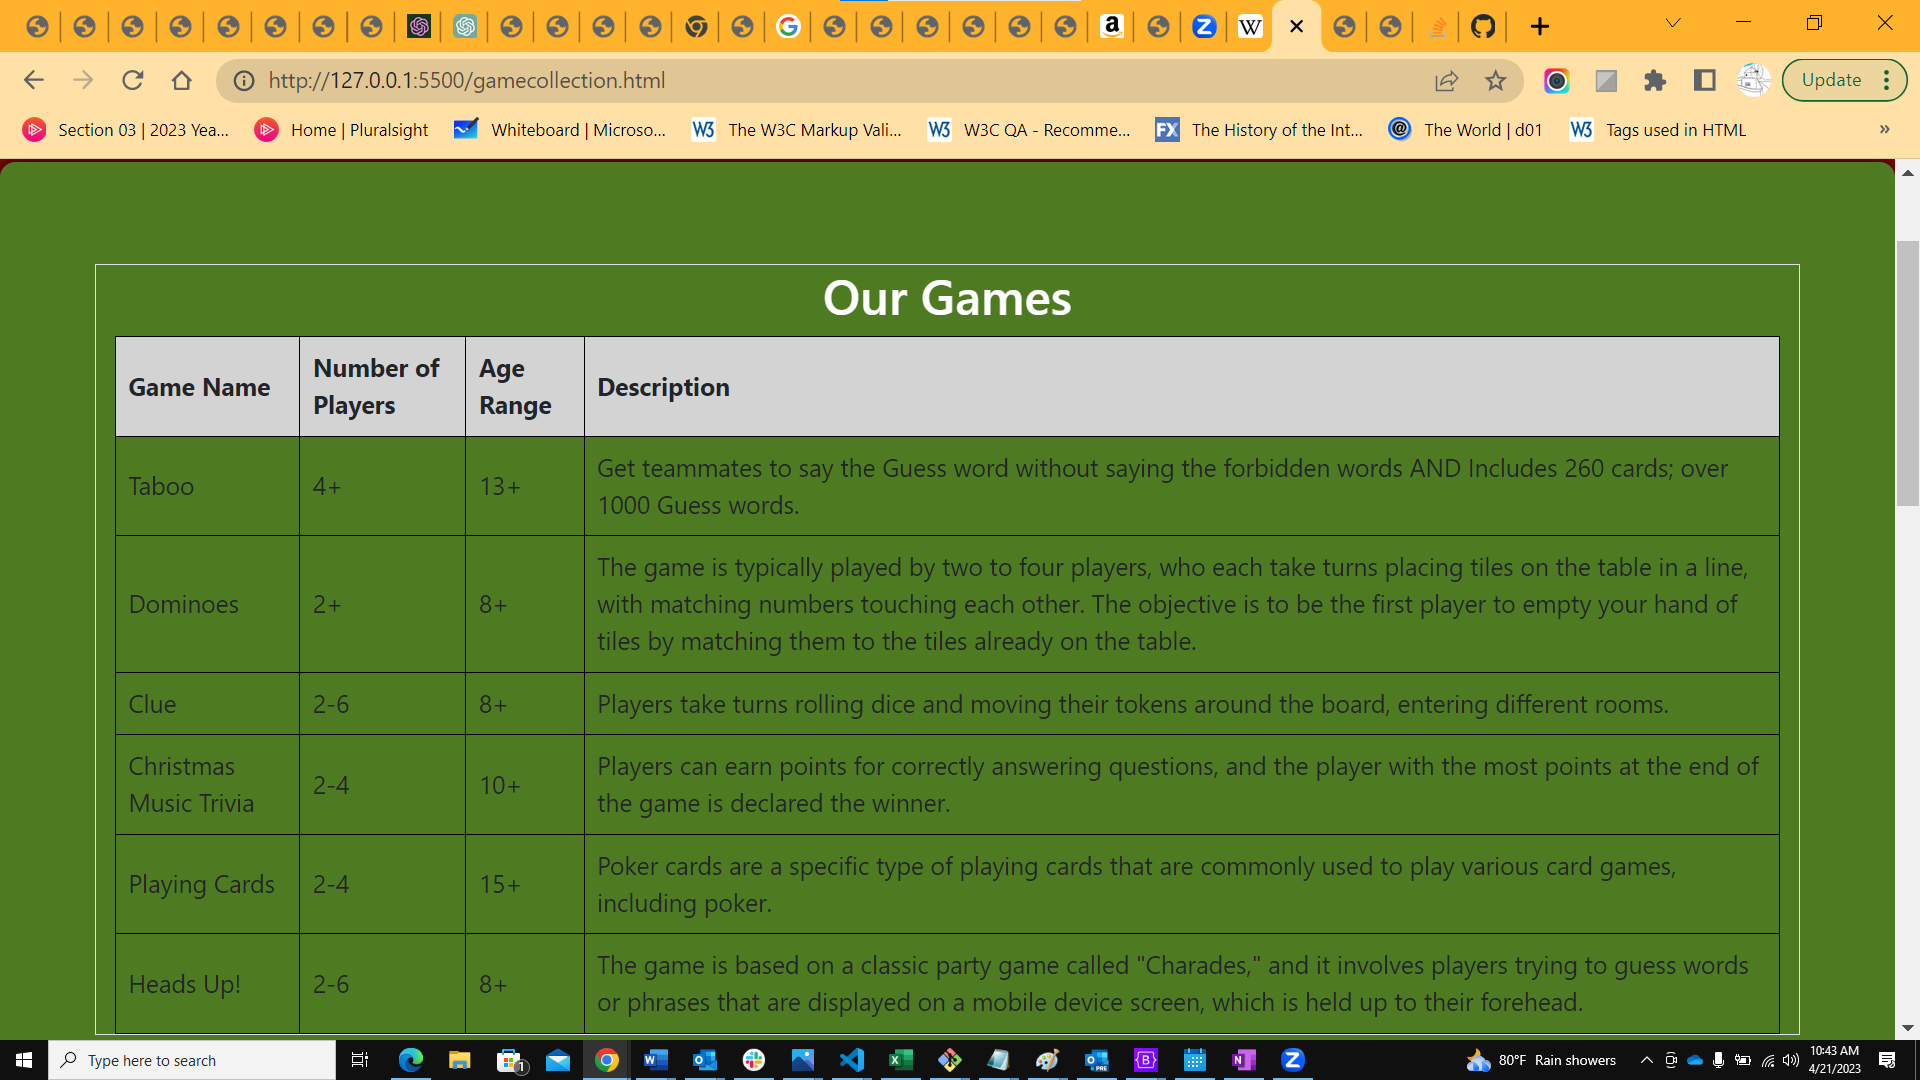 http://127.0.0.1:5500/gamecollection.html
Update
Section 03 | 2023 Yea...
Home | Pluralsight
Whiteboard | Microso...
The W3C Markup Vali...
W3C QA - Recomme...
The History of the Int...
The World | d01
Tags used in HTML
»
Our Games
Game Name
Number of
Players
Age
Range
Description
Taboo
4+
13+
Get teammates to say the Guess word without saying the forbidden words AND Includes 260 cards; over
1000 Guess words.
Dominoes
2+
8+
The game is typically played by two to four players, who each take turns placing tiles on the table in a line,
with matching numbers touching each other. The objective is to be the first player to empty your hand of
tiles by matching them to the tiles already on the table.
Clue
2-6
8+
Players take turns rolling dice and moving their tokens around the board, entering different rooms.
Christmas
Music Trivia
2-4
10+
Players can earn points for correctly answering questions, and the player with the most points at the end of
the game is declared the winner.
Playing Cards
2-4
15+
Poker cards are a specific type of playing cards that are commonly used to play various card games,
including poker.
Heads Up!
2-6
8+
The game is based on a classic party game called "Charades," and it involves players trying to guess words
or phrases that are displayed on a mobile device screen, which is held up to their forehead.
Type here to search
80°F Rain showers
10:43 AM
4/21/2023